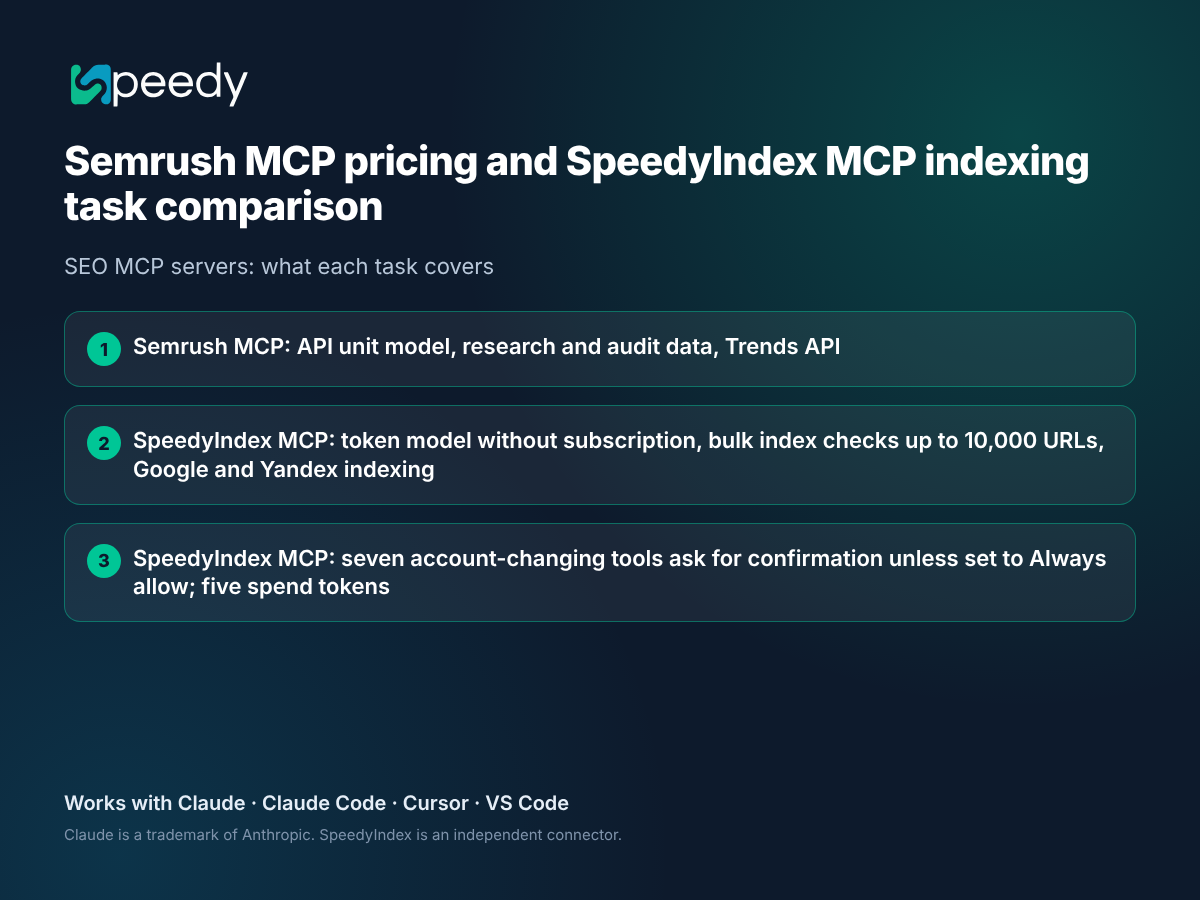 Speedy
Semrush MCP pricing and SpeedyIndex MCP indexing
task comparison
SEO MCP servers: what each task covers
1 Semrush MCP: API unit model, research and audit data, Trends API
2 SpeedyIndex MCP: token model without subscription, bulk index checks up to 10,000 URLs,
Google and Yandex indexing
3 SpeedyIndex MCP: seven account-changing tools ask for confirmation unless set to Always
allow; five spend tokens
Works with Claude · Claude Code · Cursor · VS Code
Claude is a trademark of Anthropic. SpeedyIndex is an independent connector.